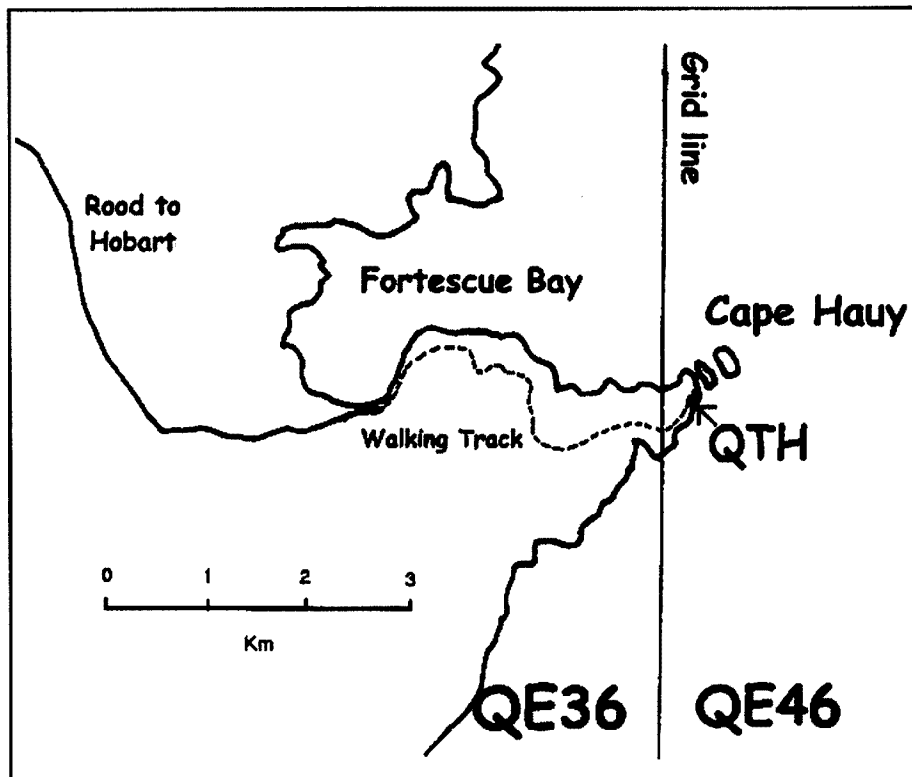 Grid line
Rood to
Hobart
Fortescue Bay
Cape Hauy
Walking Track
QTH
0 1 2 3
Km
QE36 QE46